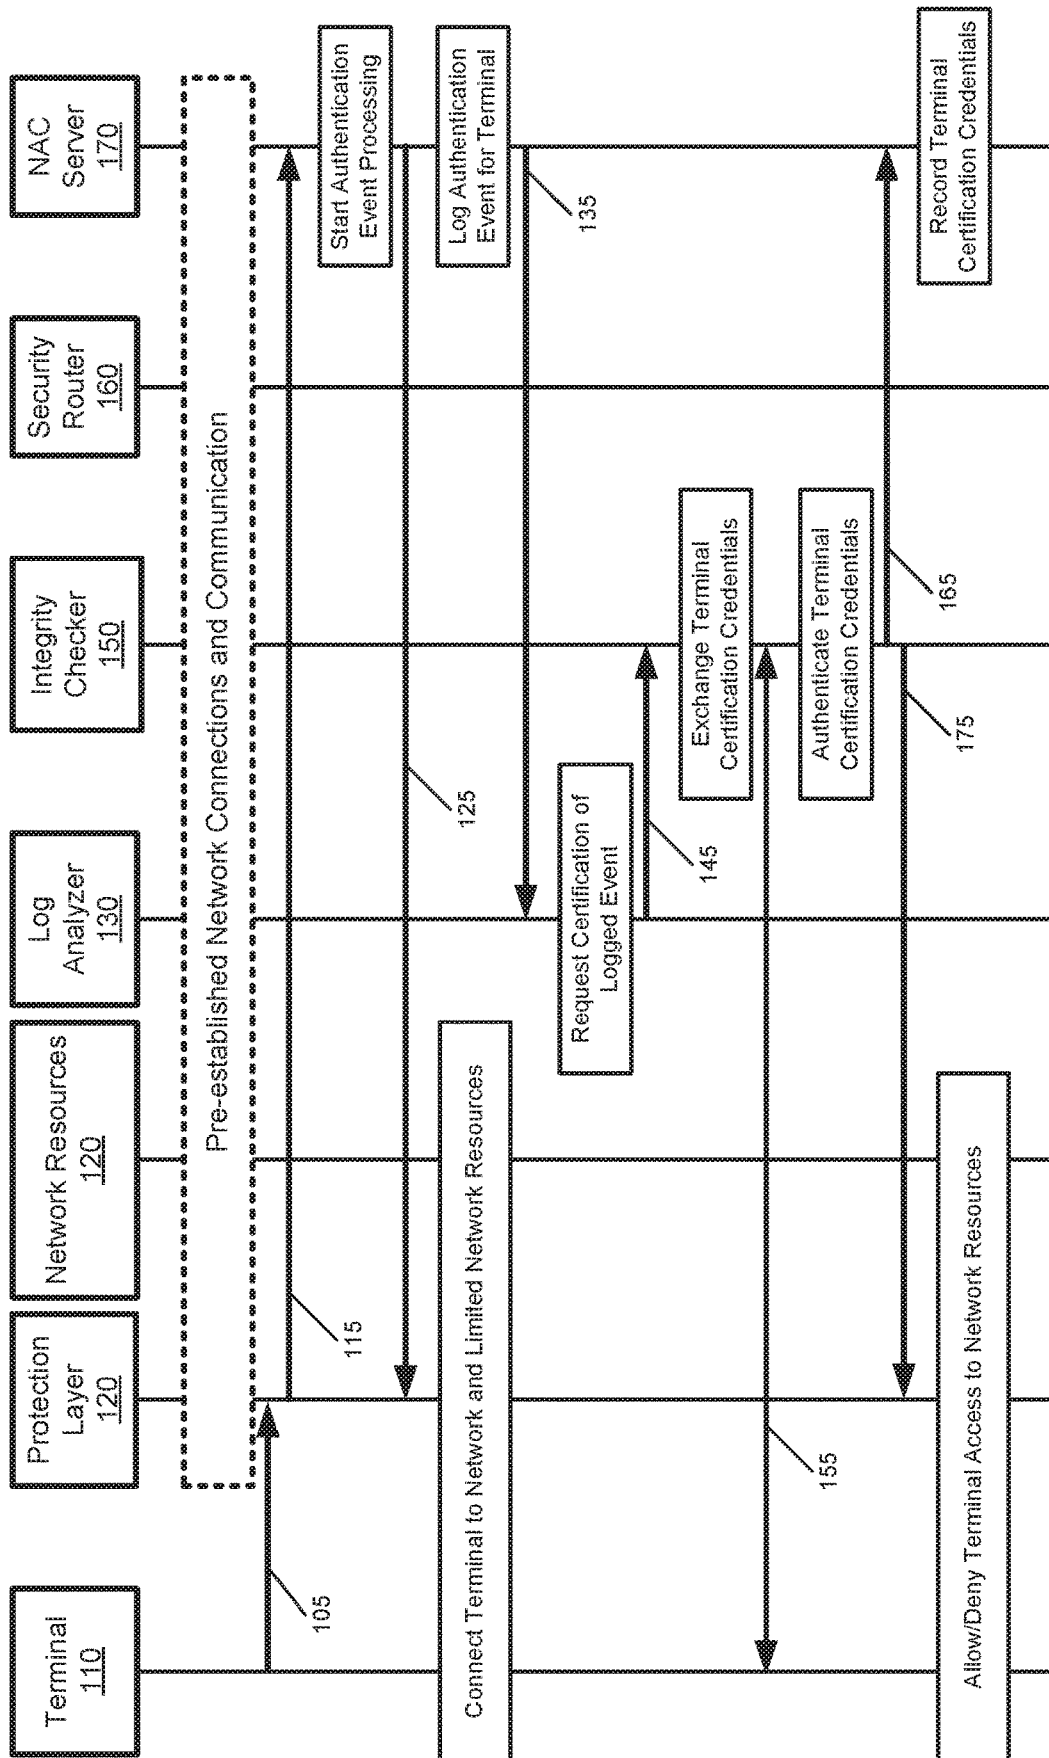 Terminal
110
Protection
Layer
120
Network Resources
120
Log
Analyzer
130
Integrity
Checker
150
Security
Router
160
NAC
Server
170
Pre-established Network Connections and Communication
105
115
Start Authentication
Event Processing
125
Connect Terminal to Network and Limited Network Resources
Log Authentication
Event for Terminal
135
Request Certification of
Logged Event
145
Exchange Terminal
Certification Credentials
155
Authenticate Terminal
Certification Credentials
165
175
Allow/Deny Terminal Access to Network Resources
Record Terminal
Certification Credentials